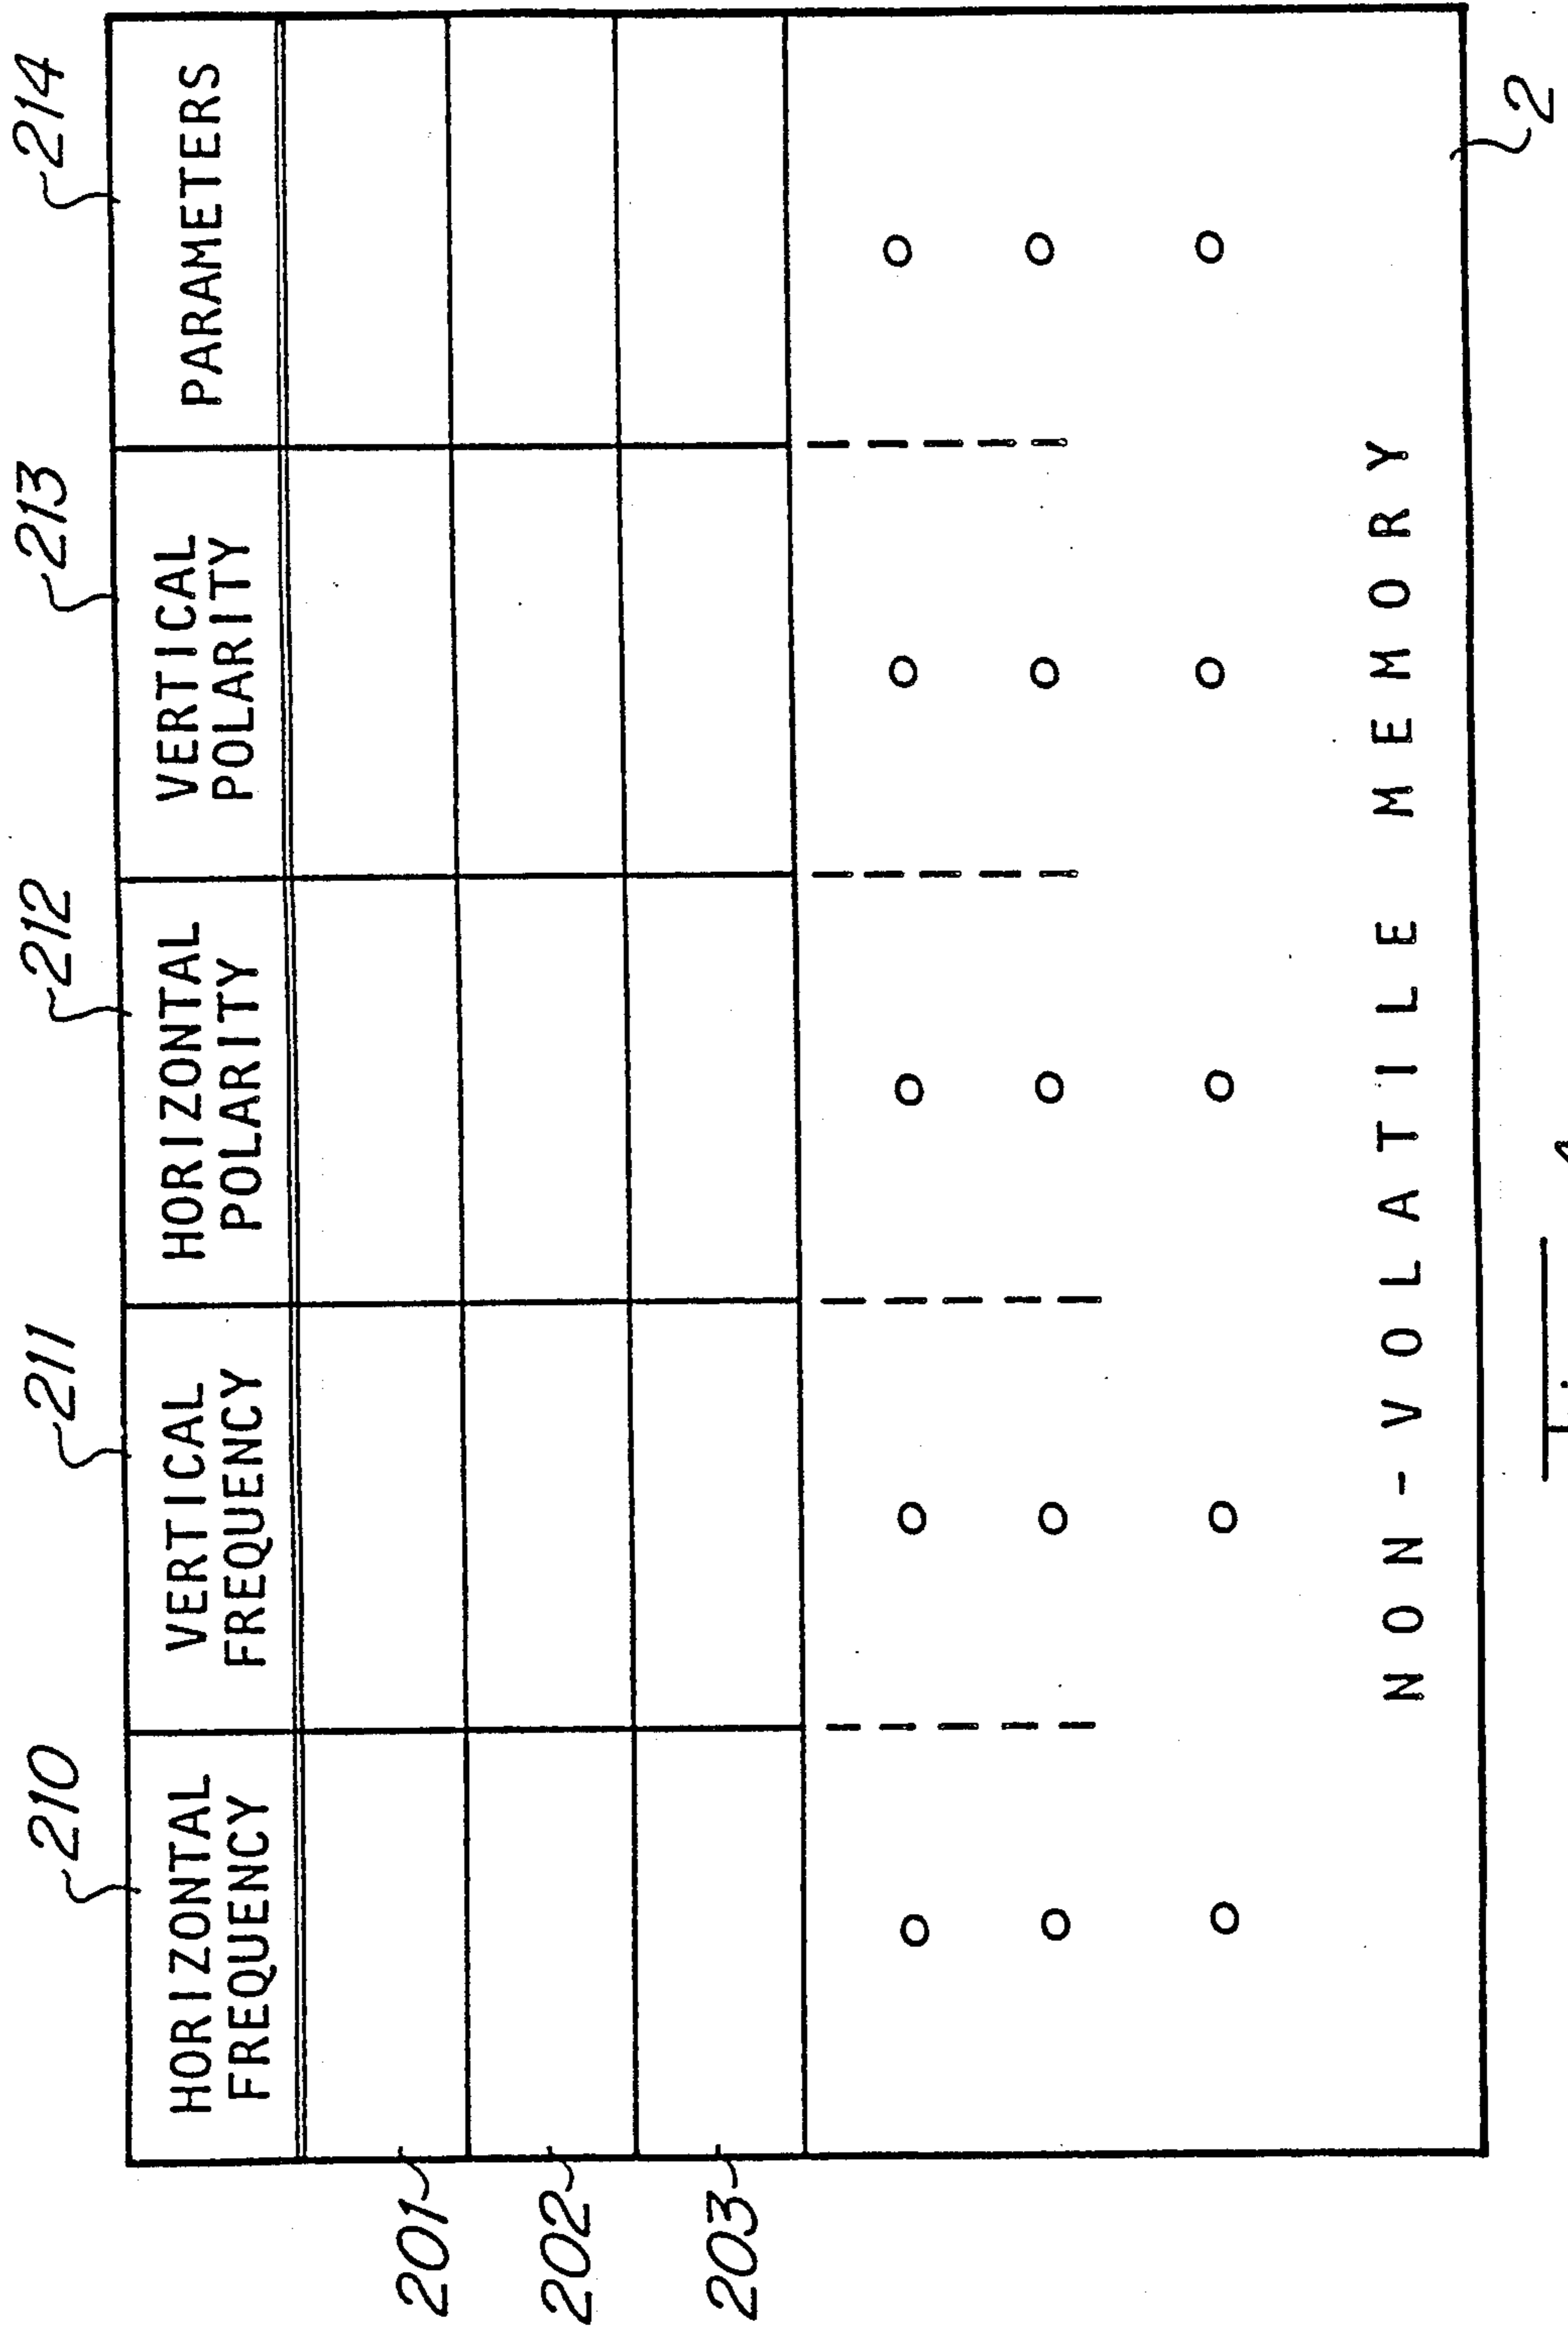 210 211 212 213 214
HORIZONTAL FREQUENCY
VERTICAL FREQUENCY
HORIZONTAL POLARITY
VERTICAL POLARITY
PARAMETERS
201
202
203
NON-VOLATILE MEMORY
2